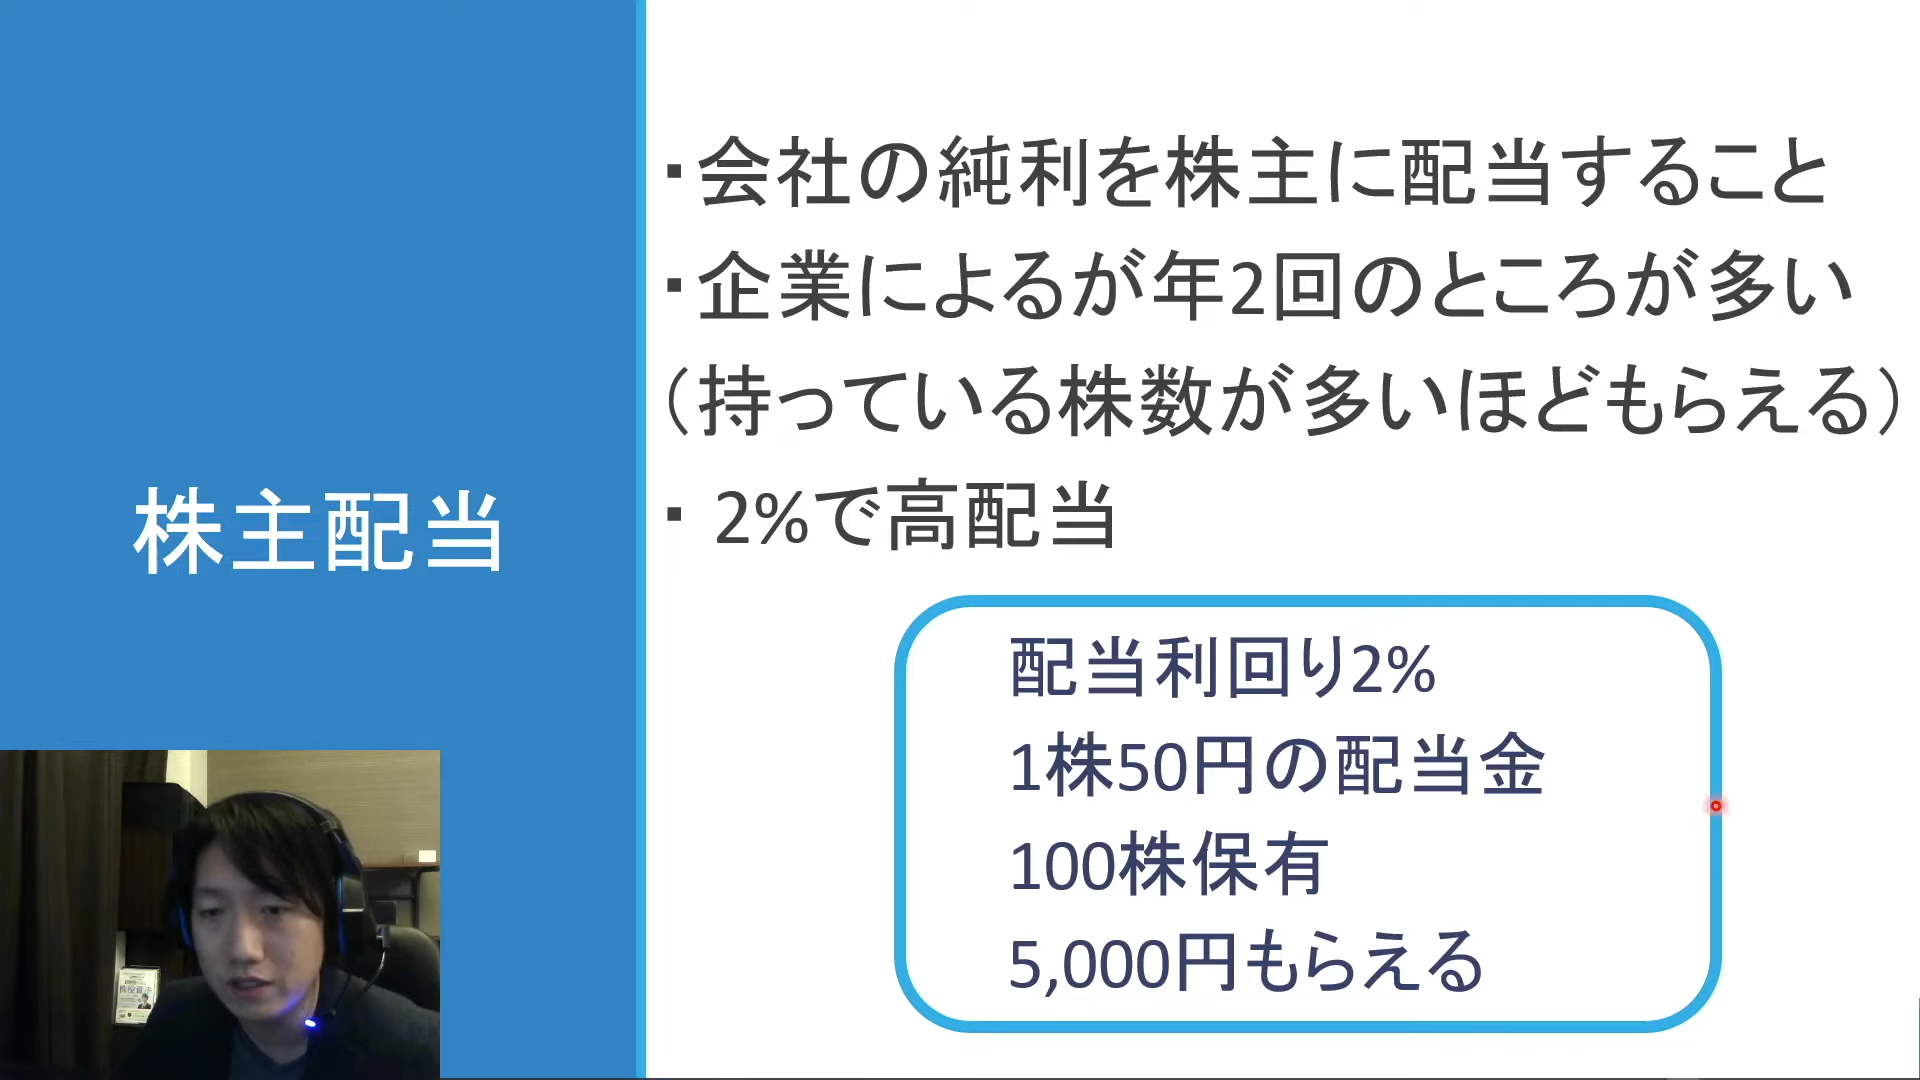 株主配当
・会社の純利を株主に配当すること
・企業によるが年2回のところが多い
（持っている株数が多いほどもらえる）
・ 2%で高配当
配当利回り2%
1株50円の配当金
100株保有
5,000円もらえる